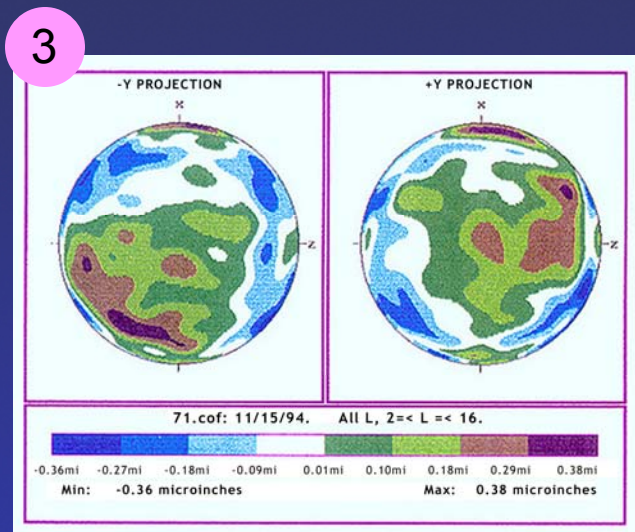 3
-Y PROJECTION
+Y PROJECTION
X
X
Z
Z
71.cof: 11/15/94. All L, 2=< L =< 16.
-0.36mi -0.27mi -0.18mi -0.09mi 0.01mi 0.10mi 0.18mi 0.29mi 0.38mi
Min: -0.36 microinches Max: 0.38 microinches